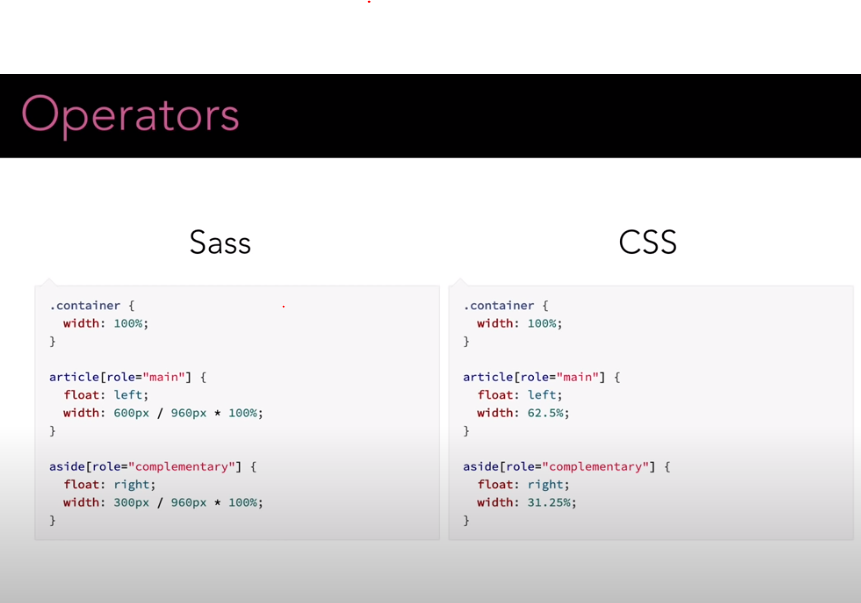 Operators
Sass
.container {
  width: 100%;
}
article[role="main"] {
  float: left;
  width: 600px / 960px * 100%;
}
aside[role="complementary"] {
  float: right;
  width: 300px / 960px * 100%;
}
CSS
.container {
  width: 100%;
}
article[role="main"] {
  float: left;
  width: 62.5%;
}
aside[role="complementary"] {
  float: right;
  width: 31.25%;
}